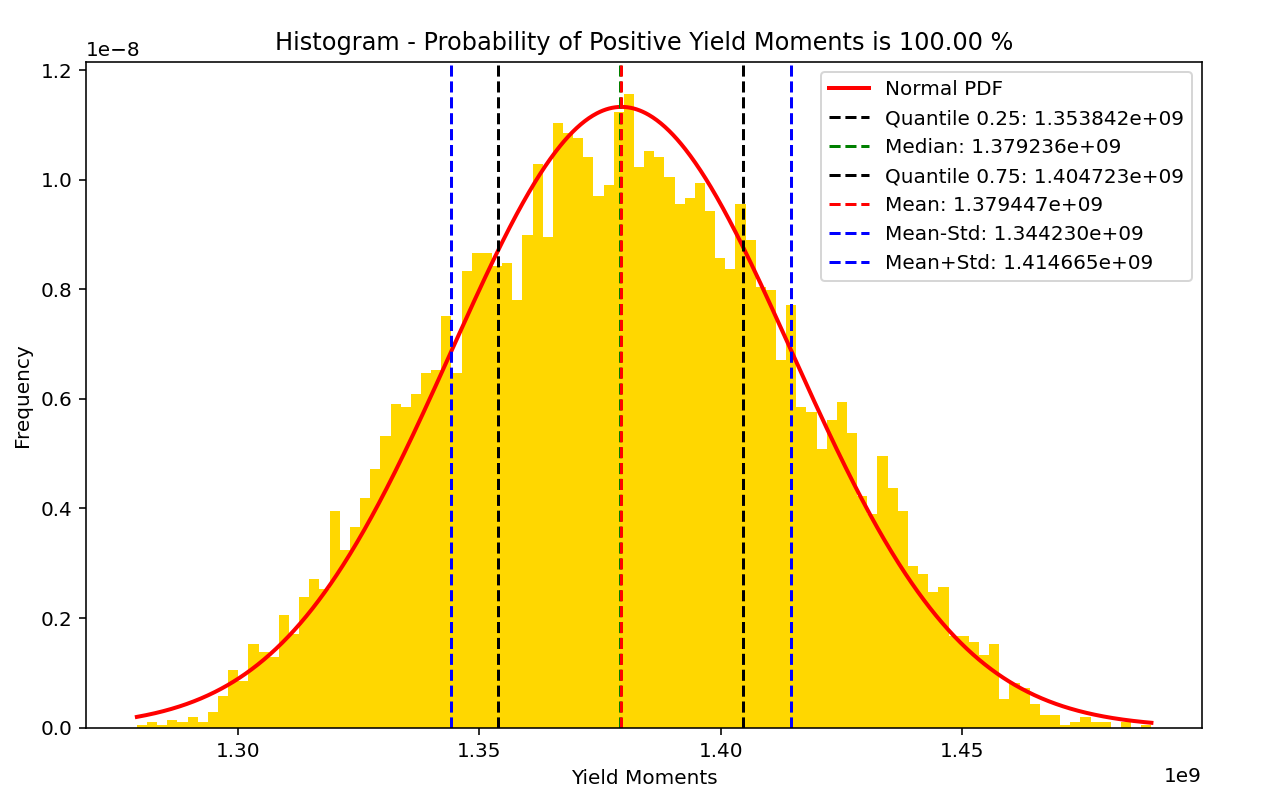 Histogram - Probability of Positive Yield Moments is 100.00 %
1e−8
1.2
1.0
0.8
0.6
0.4
0.2
0.0
Frequency
Normal PDF
Quantile 0.25: 1.353842e+09
Median: 1.379236e+09
Quantile 0.75: 1.404723e+09
Mean: 1.379447e+09
Mean-Std: 1.344230e+09
Mean+Std: 1.414665e+09
1.30 1.35 1.40 1.45
Yield Moments
1e9